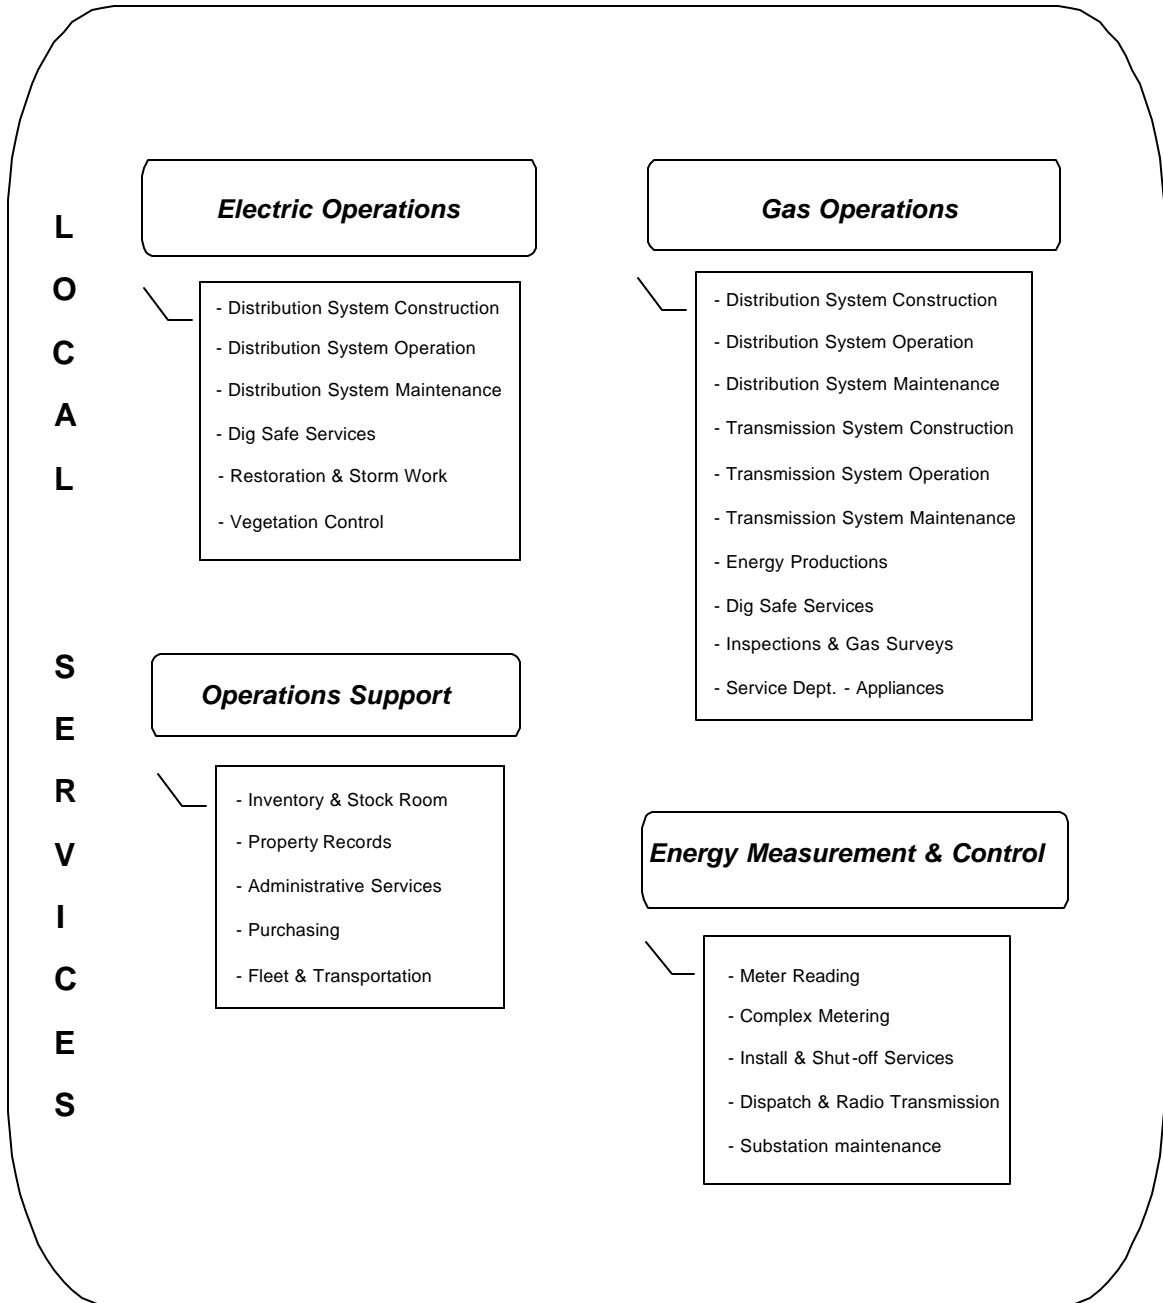 LOCAL SERVICES
Electric Operations
- Distribution System Construction
- Distribution System Operation
- Distribution System Maintenance
- Dig Safe Services
- Restoration & Storm Work
- Vegetation Control
Gas Operations
- Distribution System Construction
- Distribution System Operation
- Distribution System Maintenance
- Transmission System Construction
- Transmission System Operation
- Transmission System Maintenance
- Energy Productions
- Dig Safe Services
- Inspections & Gas Surveys
- Service Dept. - Appliances
Operations Support
- Inventory & Stock Room
- Property Records
- Administrative Services
- Purchasing
- Fleet & Transportation
Energy Measurement & Control
- Meter Reading
- Complex Metering
- Install & Shut-off Services
- Dispatch & Radio Transmission
- Substation maintenance